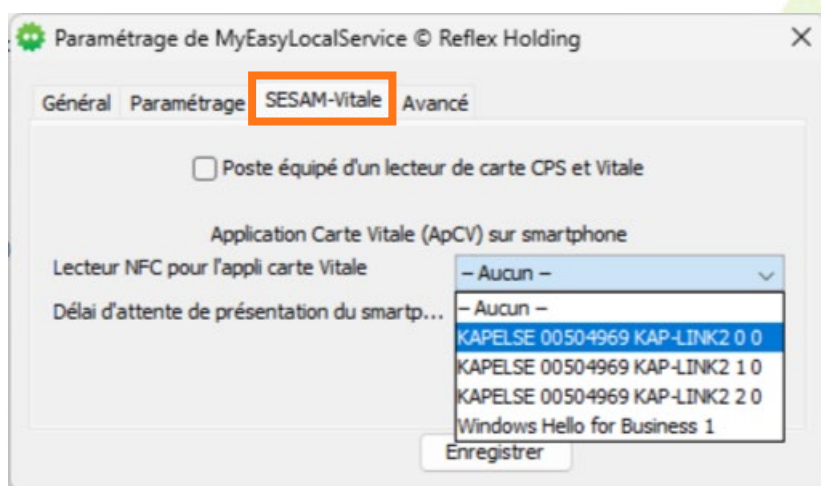 Paramétrage de MyEasyLocalService © Reflex Holding
Général Paramétrage SESAM-Vitale Avancé
Poste équipé d'un lecteur de carte CPS et Vitale
Application Carte Vitale (ApCV) sur smartphone
Lecteur NFC pour l'appli carte Vitale – Aucun –
Délai d'attente de présentation du smartp... – Aucun –
KAPELSE 00504969 KAP-LINK2 0 0
KAPELSE 00504969 KAP-LINK2 1 0
KAPELSE 00504969 KAP-LINK2 2 0
Windows Hello for Business 1
Enregistrer